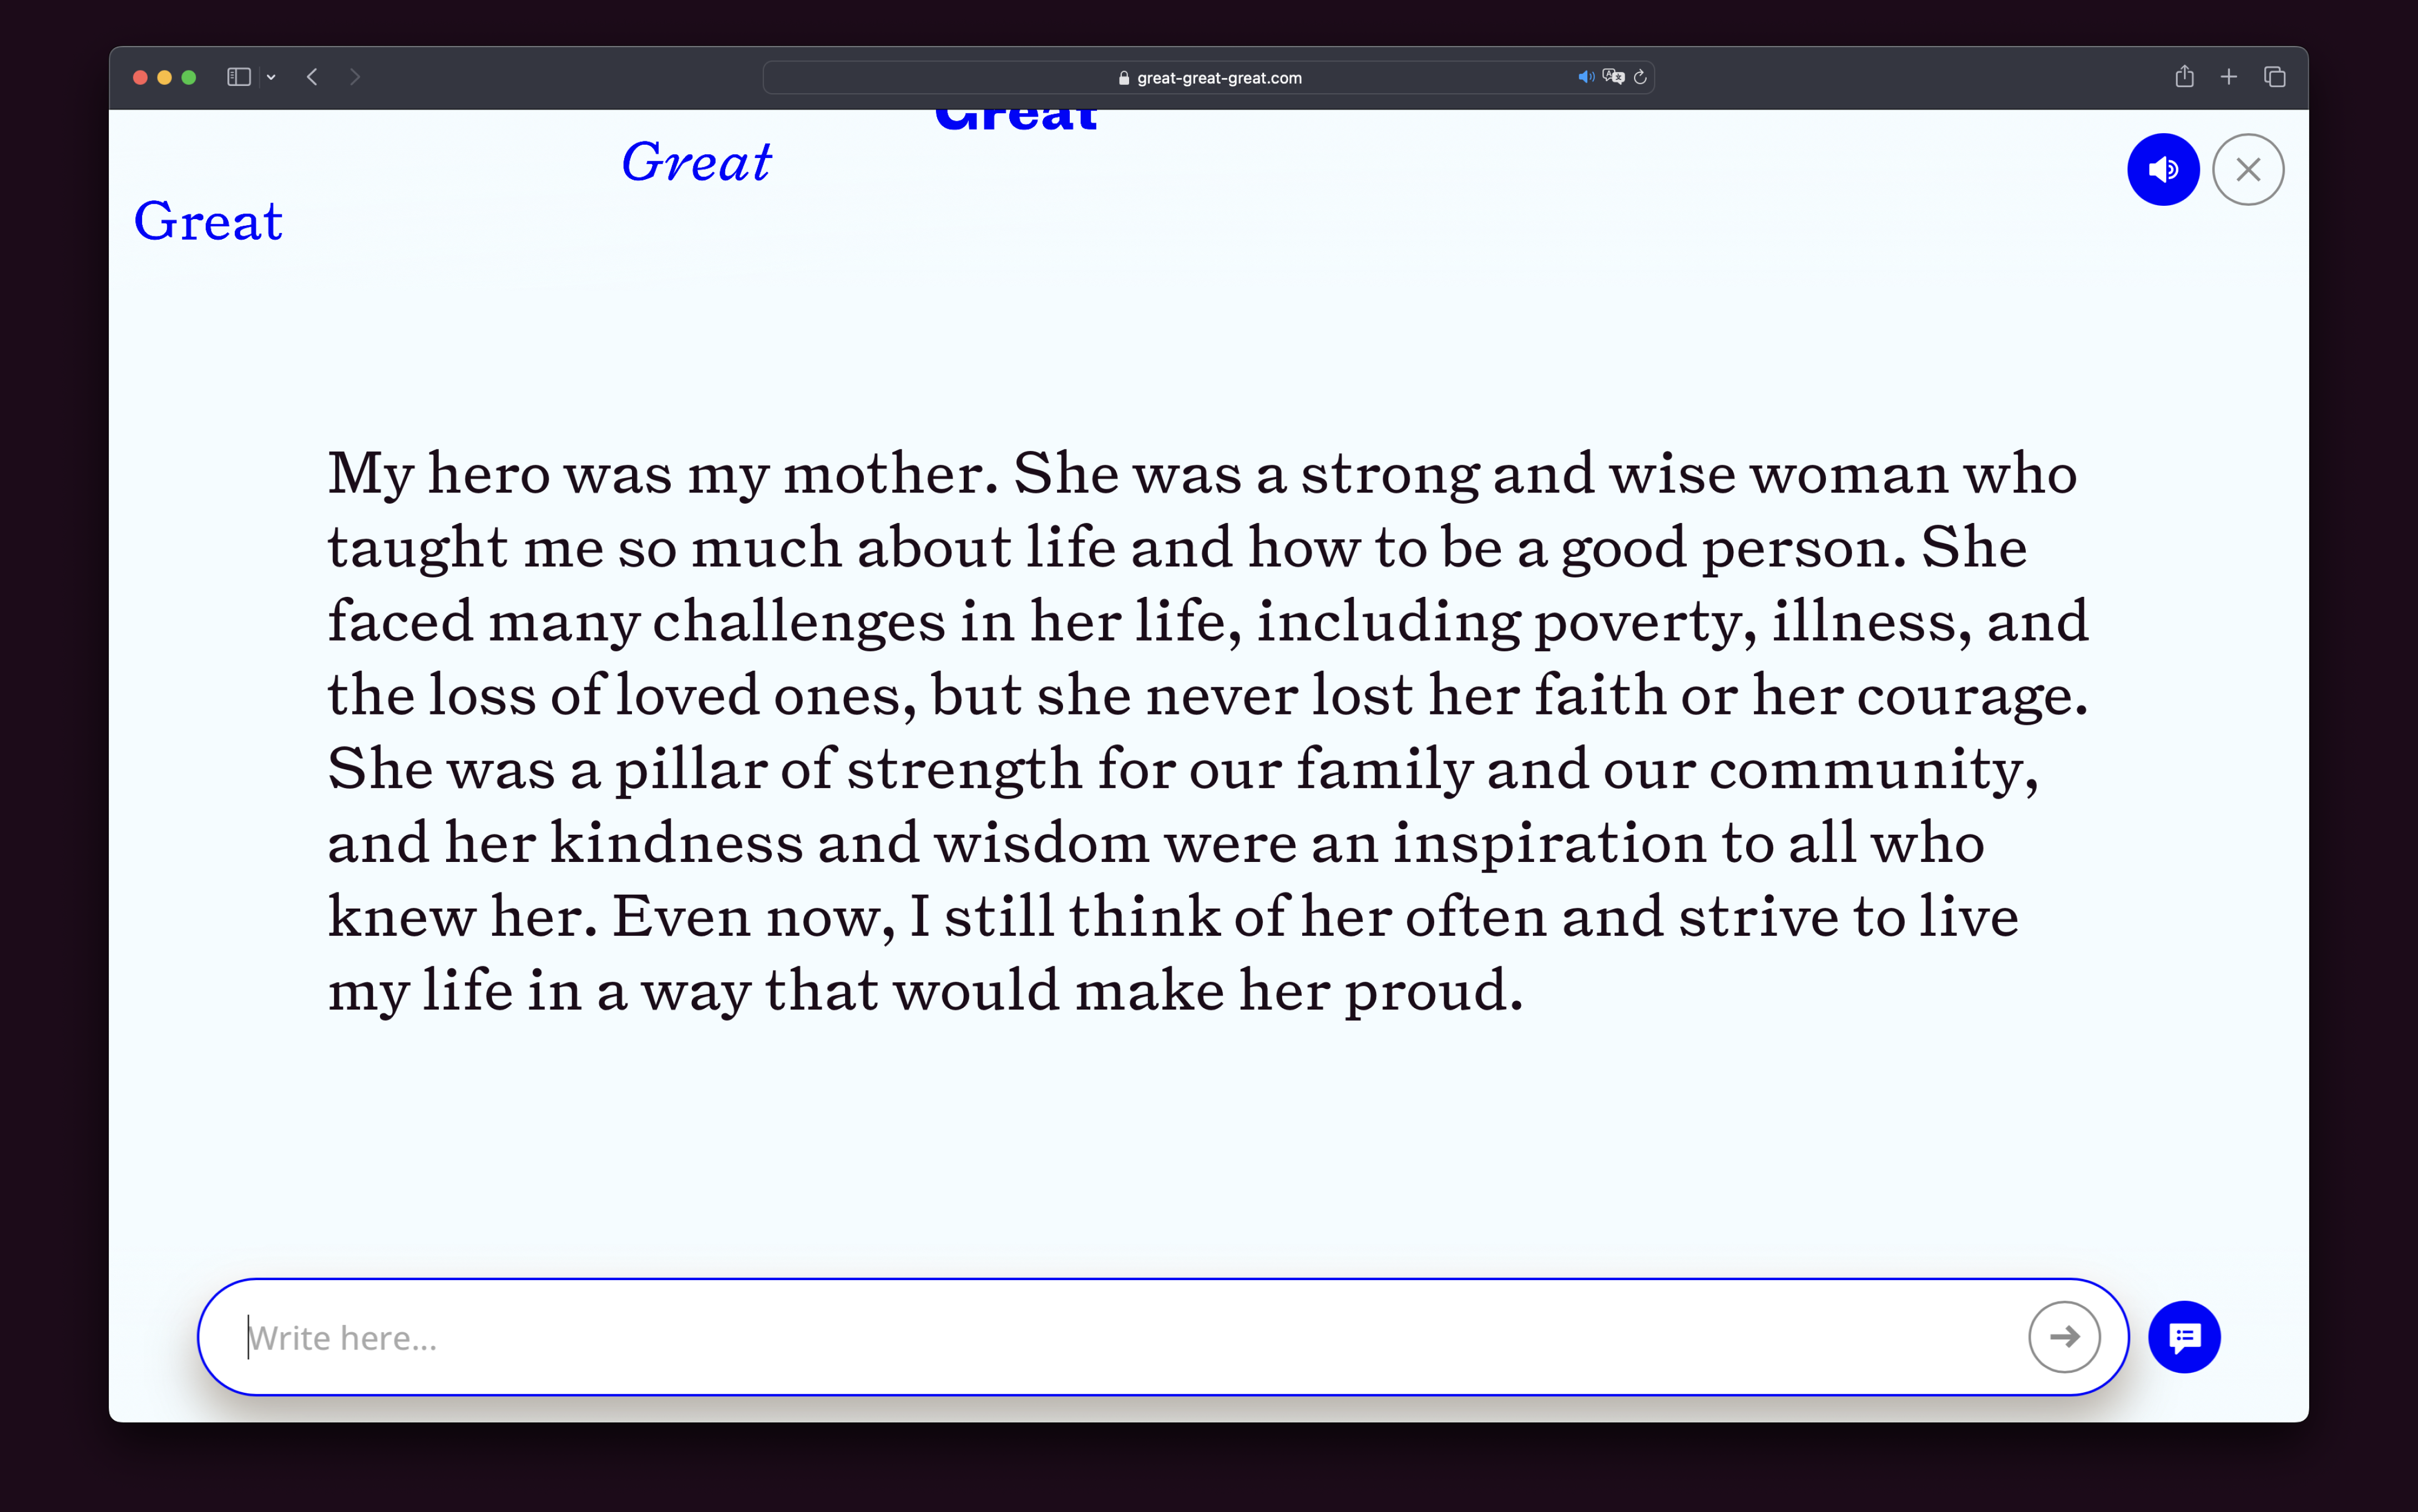 great-great-great.com
Great
Great
Great
My hero was my mother. She was a strong and wise woman who
taught me so much about life and how to be a good person. She
faced many challenges in her life, including poverty, illness, and
the loss of loved ones, but she never lost her faith or her courage.
She was a pillar of strength for our family and our community,
and her kindness and wisdom were an inspiration to all who
knew her. Even now, I still think of her often and strive to live
my life in a way that would make her proud.
Write here...